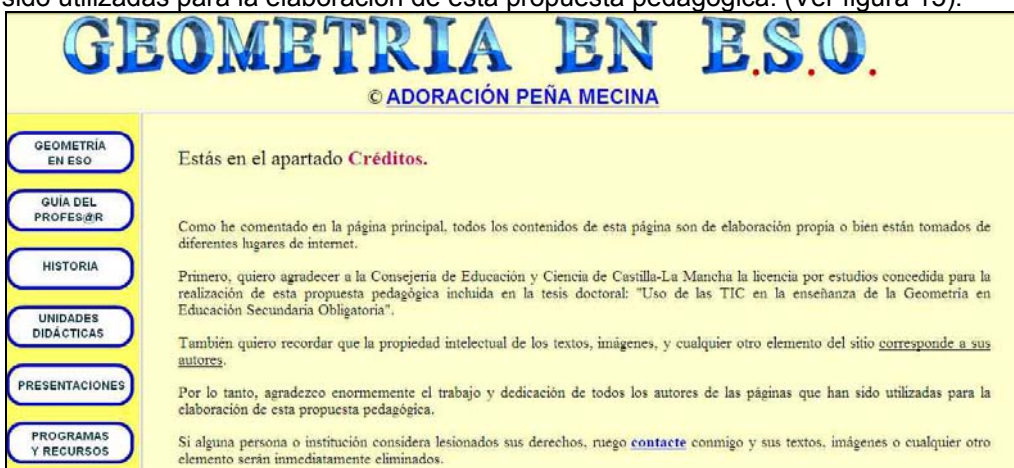 sido utilizadas para la elaboración de esta propuesta pedagógica. (Ver figura 15).
GEOMETRIA EN E.S.O.
© ADORACIÓN PEÑA MECINA
GEOMETRÍA
EN ESO
GUÍA DEL
PROFES@R
HISTORIA
UNIDADES
DIDÁCTICAS
PRESENTACIONES
PROGRAMAS
Y RECURSOS
Estás en el apartado Créditos.
Como he comentado en la página principal, todos los contenidos de esta página son de elaboración propia o bien están tomados de
diferentes lugares de internet.
Primero, quiero agradecer a la Consejería de Educación y Ciencia de Castilla-La Mancha la licencia por estudios concedida para la
realización de esta propuesta pedagógica incluida en la tesis doctoral: "Uso de las TIC en la enseñanza de la Geometría en
Educación Secundaria Obligatoria".
También quiero recordar que la propiedad intelectual de los textos, imágenes, y cualquier otro elemento del sitio corresponde a sus
autores.
Por lo tanto, agradezco enormemente el trabajo y dedicación de todos los autores de las páginas que han sido utilizadas para la
elaboración de esta propuesta pedagógica.
Si alguna persona o institución considera lesionados sus derechos, ruego contacte conmigo y sus textos, imágenes o cualquier otro
elemento serán inmediatamente eliminados.